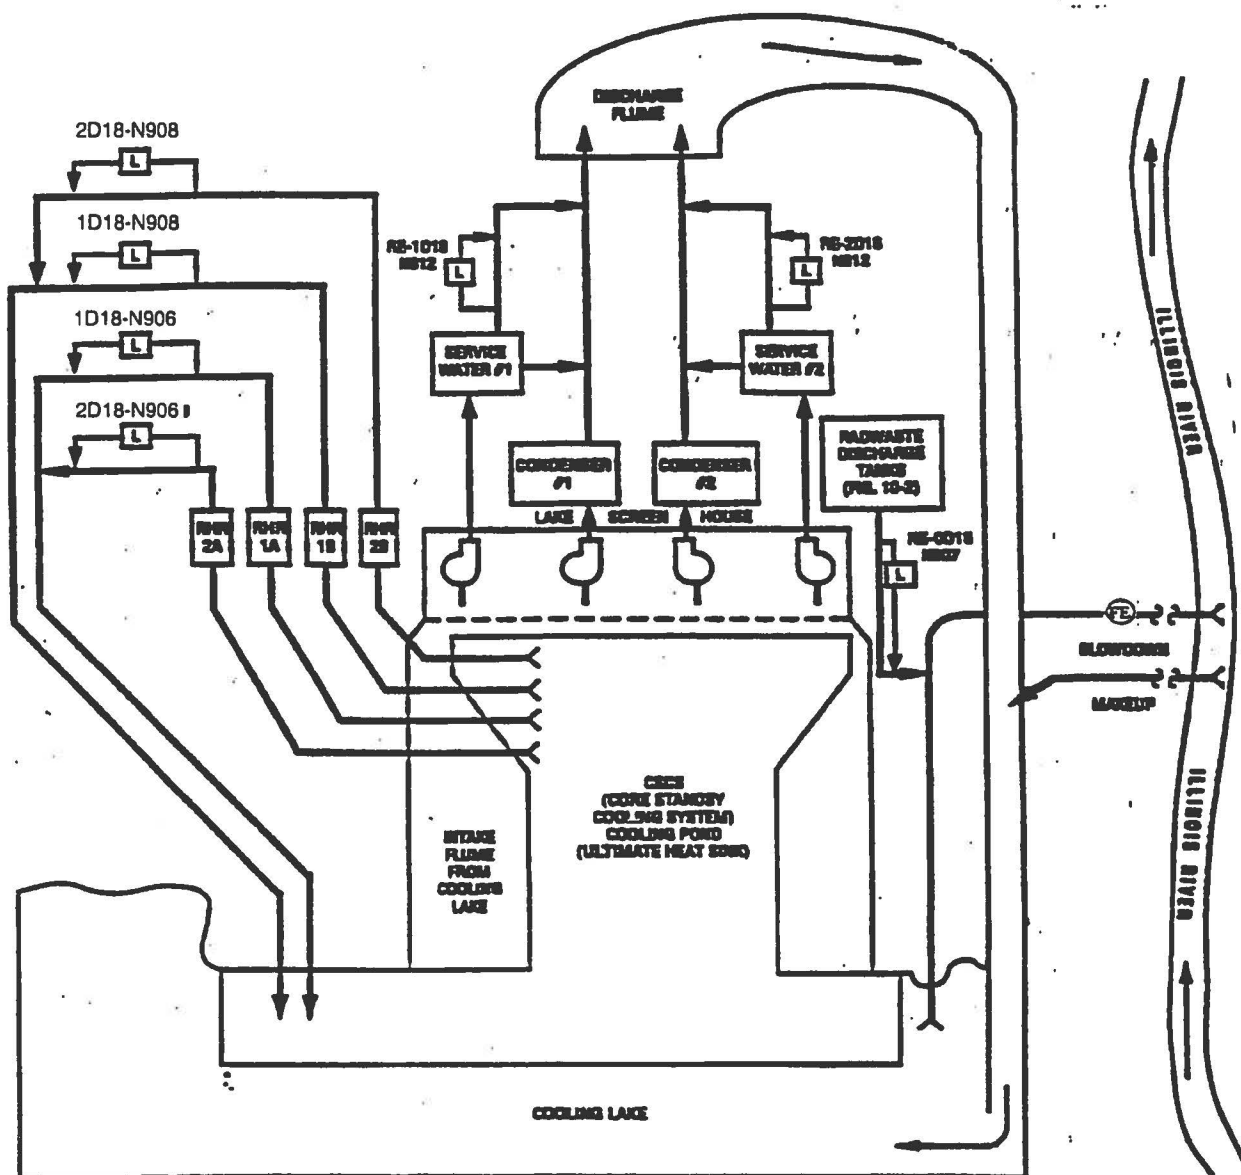 2D18-N908
L
1D18-N908
L
1D18-N906
L
2D18-N906
L
DISCHARGE
FLUME
RE-1D18
N912
L
RE-2D18
N912
L
SERVICE
WATER #1
SERVICE
WATER #2
CONDENSER
#1
CONDENSER
#2
RADWASTE
DISCHARGE
TANKS
LAKE SCREEN HOUSE
RHR
2A
RHR
1A
RHR
1B
RHR
2B
RE-0D18
N907
L
FE
BLOWDOWN
MAKEUP
ILLINOIS RIVER
ILLINOIS RIVER
CSCS
(CORE STANDBY
COOLING SYSTEM)
COOLING POND
(ULTIMATE HEAT SINK)
INTAKE
FLUME
FROM
COOLING
LAKE
COOLING LAKE